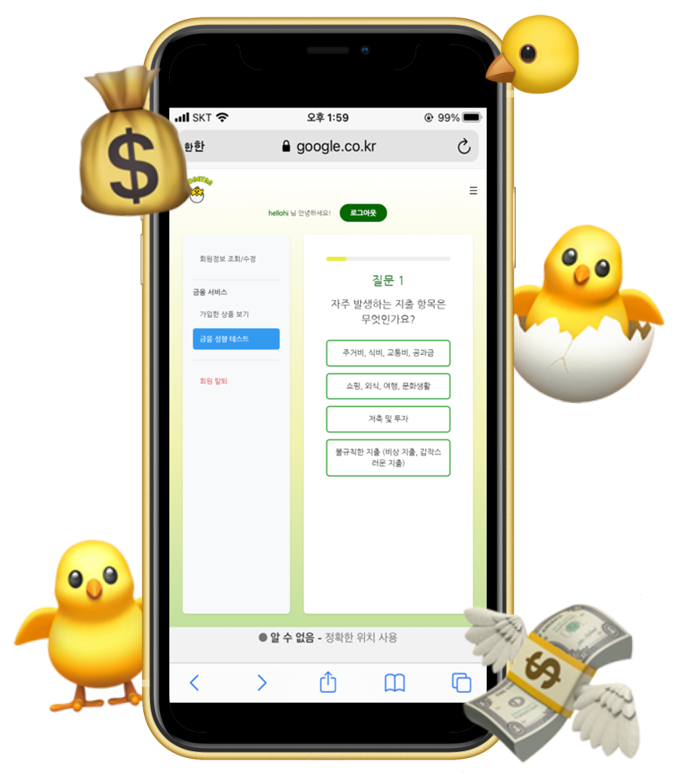 $
SKT
오후 1:59
99%
한한
google.co.kr
hellohi 님 안녕하세요!
로그아웃
회원정보 조회/수정
금융 서비스
가입한 상품 보기
금융 성향 테스트
회원 탈퇴
질문 1
자주 발생하는 지출 항목은
무엇인가요?
주거비, 식비, 교통비, 공과금
쇼핑, 외식, 여행, 문화생활
저축 및 투자
불규칙한 지출 (비상 지출, 갑작스
러운 지출)
알 수 없음 - 정확한 위치 사용
$